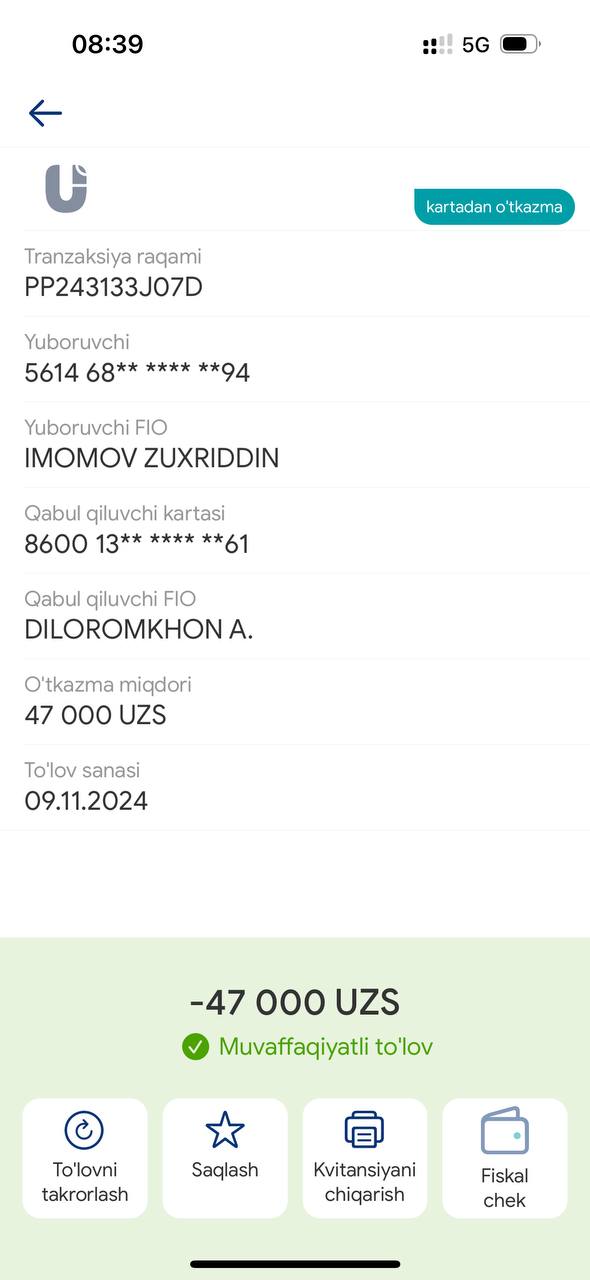 08:39
5G
kartadan o'tkazma
Tranzaksiya raqami
PP243133J07D
Yuboruvchi
5614 68** **** **94
Yuboruvchi FIO
IMOMOV ZUXRIDDIN
Qabul qiluvchi kartasi
8600 13** **** **61
Qabul qiluvchi FIO
DILOROMKHON A.
O'tkazma miqdori
47 000 UZS
To'lov sanasi
09.11.2024
-47 000 UZS
Muvaffaqiyatli to'lov
To'lovni
takrorlash
Saqlash
Kvitansiyani
chiqarish
Fiskal
chek